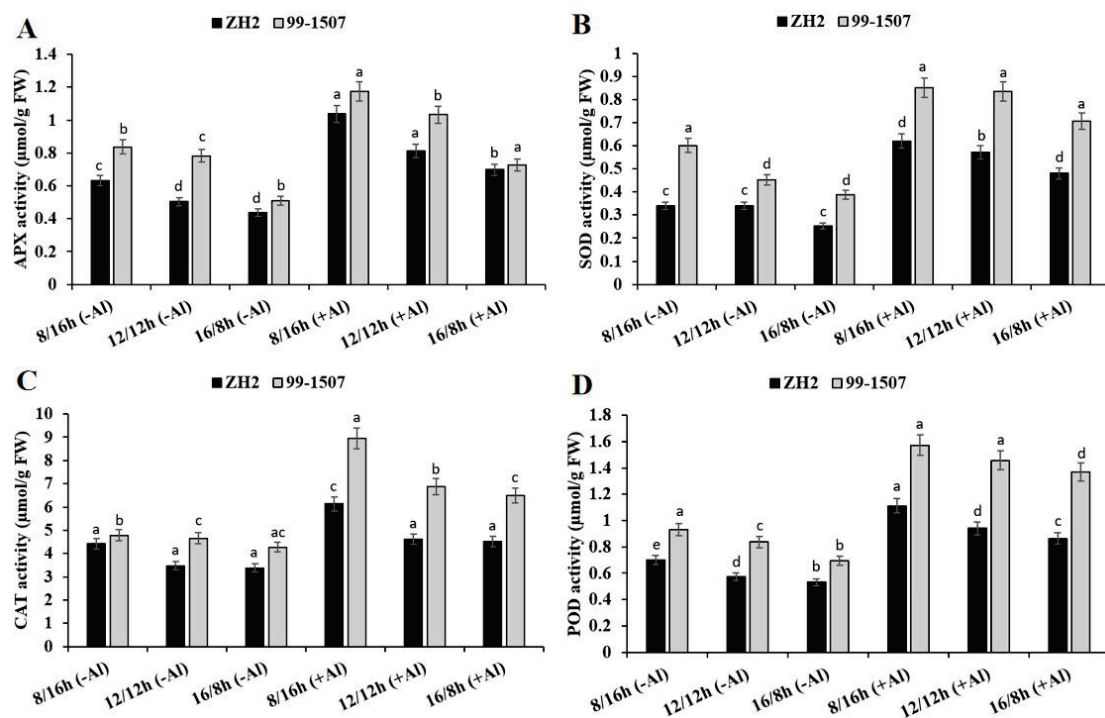 A
ZH2 99-1507
APX activity (µmol/g FW)
1.4
1.2
1
0.8
0.6
0.4
0.2
0
c b d c d b a a a b b a
8/16h (-Al) 12/12h (-Al) 16/8h (-Al) 8/16h (+Al) 12/12h (+Al) 16/8h (+Al)
B
ZH2 99-1507
SOD activity (µmol/g FW)
1
0.9
0.8
0.7
0.6
0.5
0.4
0.3
0.2
0.1
0
c a c d c d d a b a d a
8/16h (-Al) 12/12h (-Al) 16/8h (-Al) 8/16h (+Al) 12/12h (+Al) 16/8h (+Al)
C
ZH2 99-1507
CAT activity (µmol/g FW)
10
9
8
7
6
5
4
3
2
1
0
a b a c a ac c a a b a c
8/16h (-Al) 12/12h (-Al) 16/8h (-Al) 8/16h (+Al) 12/12h (+Al) 16/8h (+Al)
D
ZH2 99-1507
POD activity (µmol/g FW)
1.8
1.6
1.4
1.2
1
0.8
0.6
0.4
0.2
0
e a d c b b a a d a c d
8/16h (-Al) 12/12h (-Al) 16/8h (-Al) 8/16h (+Al) 12/12h (+Al) 16/8h (+Al)